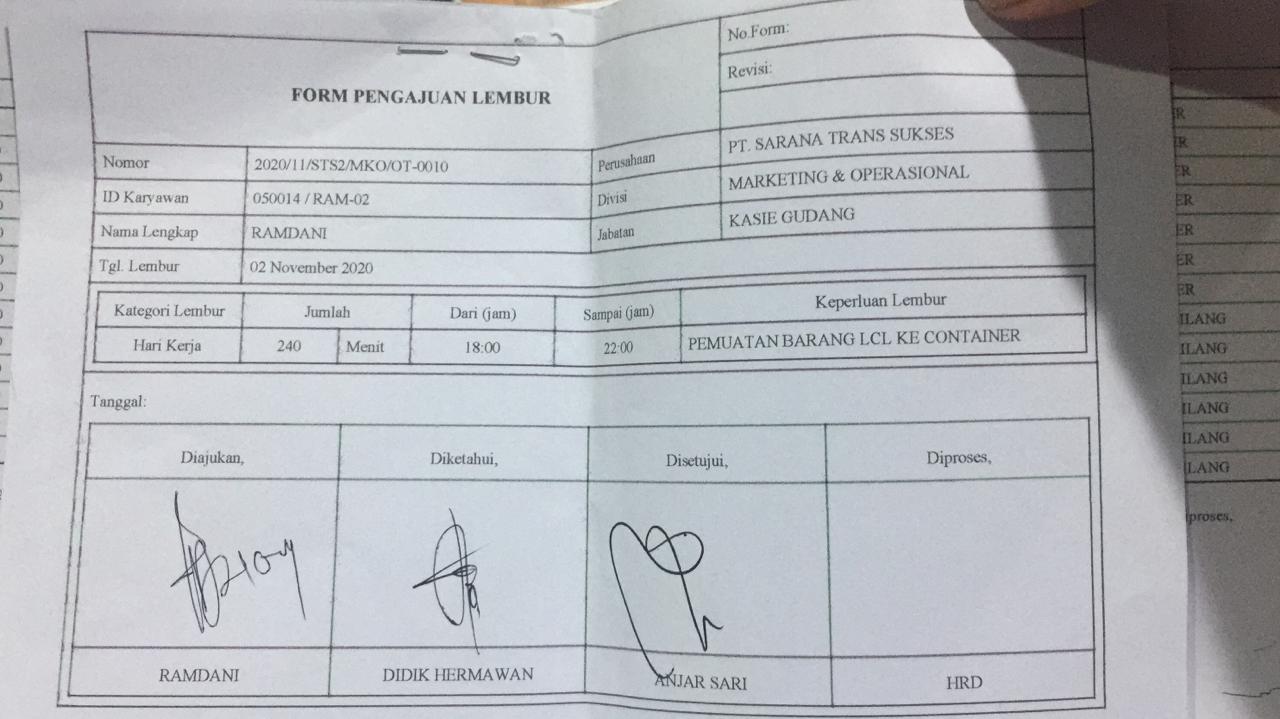 No.Form:
Revisi:
FORM PENGAJUAN LEMBUR
Nomor 2020/11/STS2/MKO/OT-0010 Perusahaan PT. SARANA TRANS SUKSES
ID Karyawan 050014 / RAM-02 Divisi MARKETING & OPERASIONAL
Nama Lengkap RAMDANI Jabatan KASIE GUDANG
Tgl. Lembur 02 November 2020
Kategori Lembur Jumlah Dari (jam) Sampai (jam) Keperluan Lembur
Hari Kerja 240 Menit 18:00 22:00 PEMUATAN BARANG LCL KE CONTAINER
Tanggal:
Diajukan, Diketahui, Disetujui, Diproses,
RAMDANI DIDIK HERMAWAN ANJAR SARI HRD